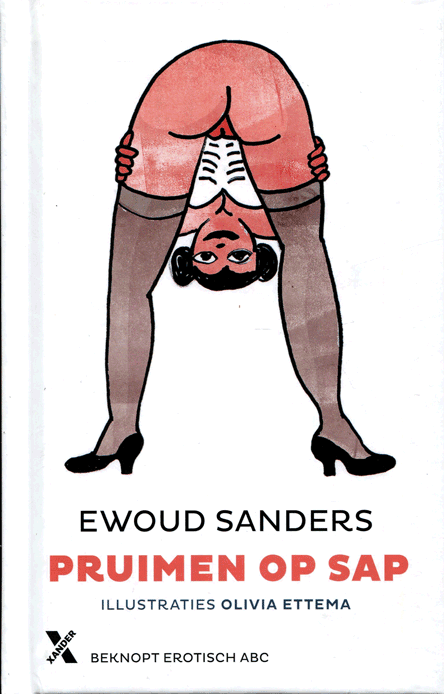 EWOUD SANDERS
PRUIMEN OP SAP
ILLUSTRATIES OLIVIA ETTEMA
XANDER
BEKNOPT EROTISCH ABC